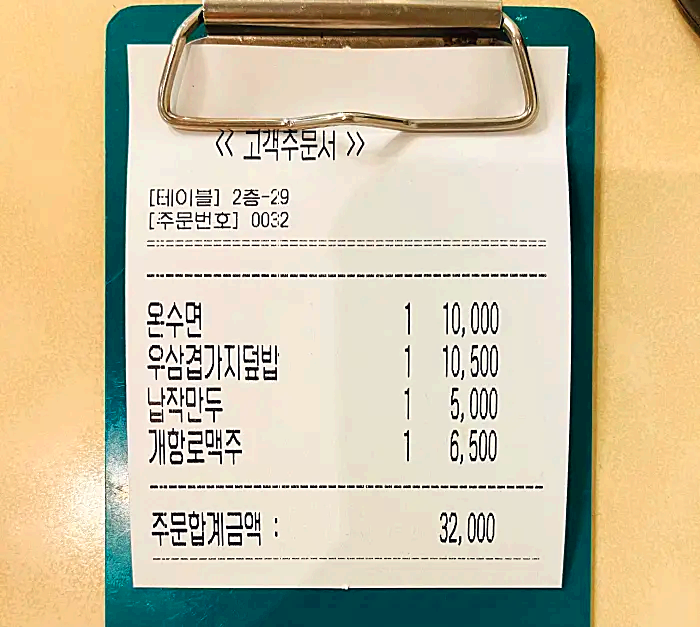 《 고객주문서 》
[테이블] 2층-29
[주문번호] 0032
온수면 1 10,000
우삼겹가지덮밥 1 10,500
납작만두 1 5,000
개항로맥주 1 6,500
주문합계금액 : 32,000